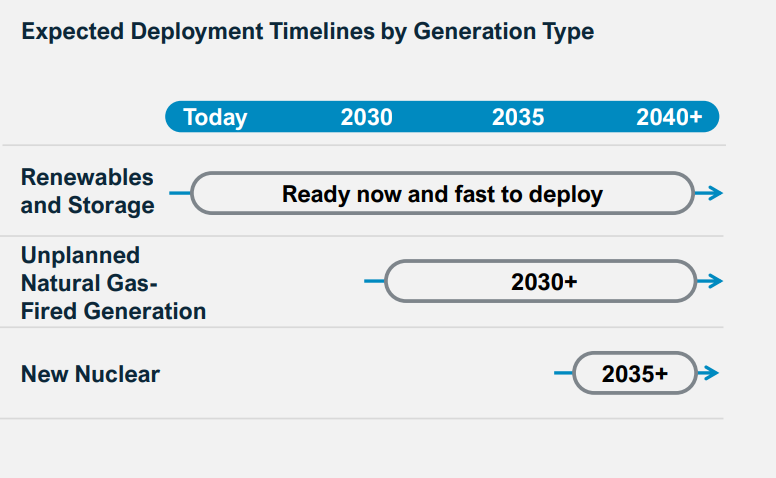 Expected Deployment Timelines by Generation Type
Today 2030 2035 2040+
Renewables
and Storage
Ready now and fast to deploy
Unplanned
Natural Gas-
Fired Generation
2030+
New Nuclear
2035+